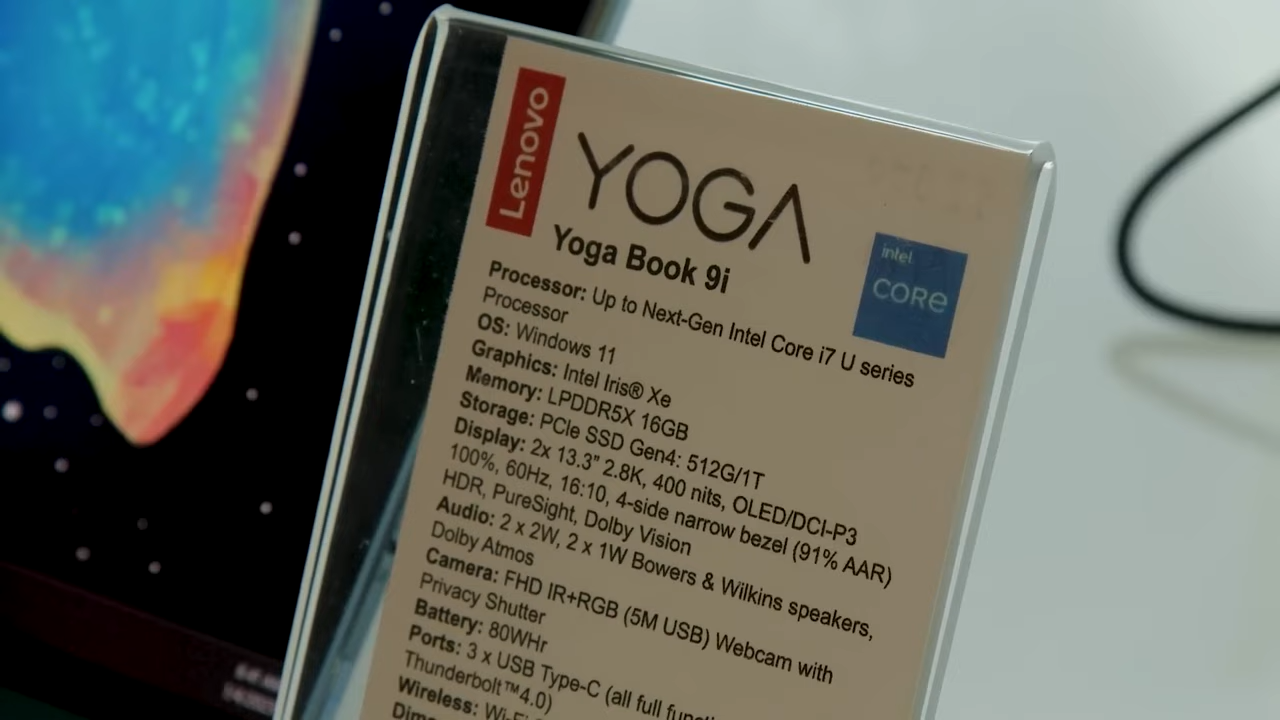 Lenovo
YOGA
Yoga Book 9i
intel
CORe
Processor: Up to Next-Gen Intel Core i7 U series
Processor
OS: Windows 11
Graphics: Intel Iris® Xe
Memory: LPDDR5X 16GB
Storage: PCIe SSD Gen4: 512G/1T
Display: 2x 13.3” 2.8K, 400 nits, OLED/DCI-P3
100%, 60Hz, 16:10, 4-side narrow bezel (91% AAR)
HDR, PureSight, Dolby Vision
Audio: 2 x 2W, 2 x 1W Bowers & Wilkins speakers,
Dolby Atmos
Camera: FHD IR+RGB (5M USB) Webcam with
Privacy Shutter
Battery: 80WHr
Ports: 3 x USB Type-C (all full
Thunderbolt™4.0)
Wireless: